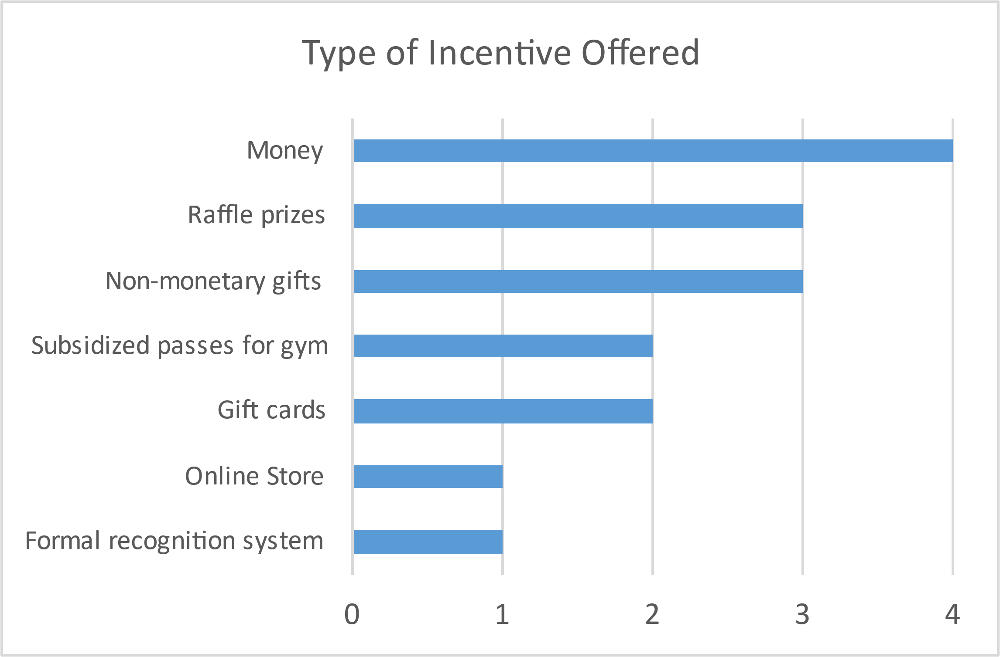 Type of Incentive Offered
Money
Raffle prizes
Non-monetary gifts
Subsidized passes for gym
Gift cards
Online Store
Formal recognition system
0 1 2 3 4